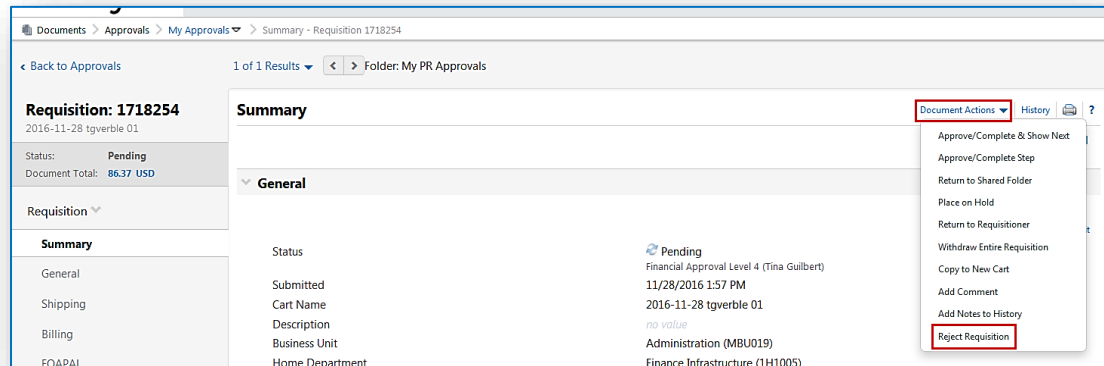 Documents > Approvals > My Approvals > Summary - Requisition 1718254
Back to Approvals
1 of 1 Results Folder: My PR Approvals
Requisition: 1718254
2016-11-28 tgverble 01
Status: Pending
Document Total: 86.37 USD
Requisition
Summary
General
Shipping
Billing
FOAPAL
Summary
Document Actions History ?
Approve/Complete & Show Next
Approve/Complete Step
Return to Shared Folder
Place on Hold
Return to Requisitioner
Withdraw Entire Requisition
Copy to New Cart
Add Comment
Add Notes to History
Reject Requisition
General
Status Pending
Financial Approval Level 4 (Tina Guilbert)
Submitted 11/28/2016 1:57 PM
Cart Name 2016-11-28 tgverble 01
Description no value
Business Unit Administration (MBU019)
Home Department Finance Infrastructure (1H1005)